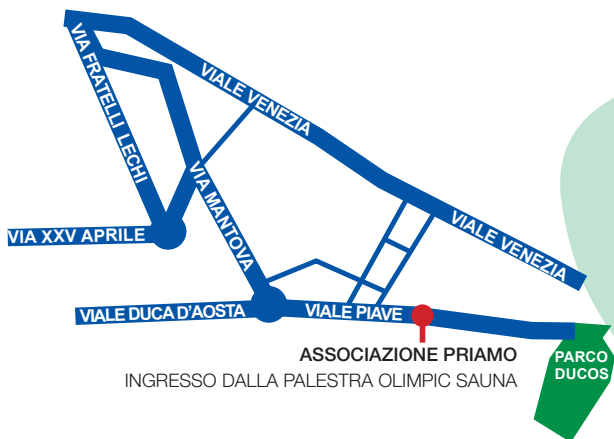 VIA FRATELLI LECHI
VIALE VENEZIA
VIA MANTOVA
VIALE VENEZIA
VIA XXV APRILE
VIALE DUCA D'AOSTA
VIALE PIAVE
ASSOCIAZIONE PRIAMO
INGRESSO DALLA PALESTRA OLIMPIC SAUNA
PARCO
DUCOS